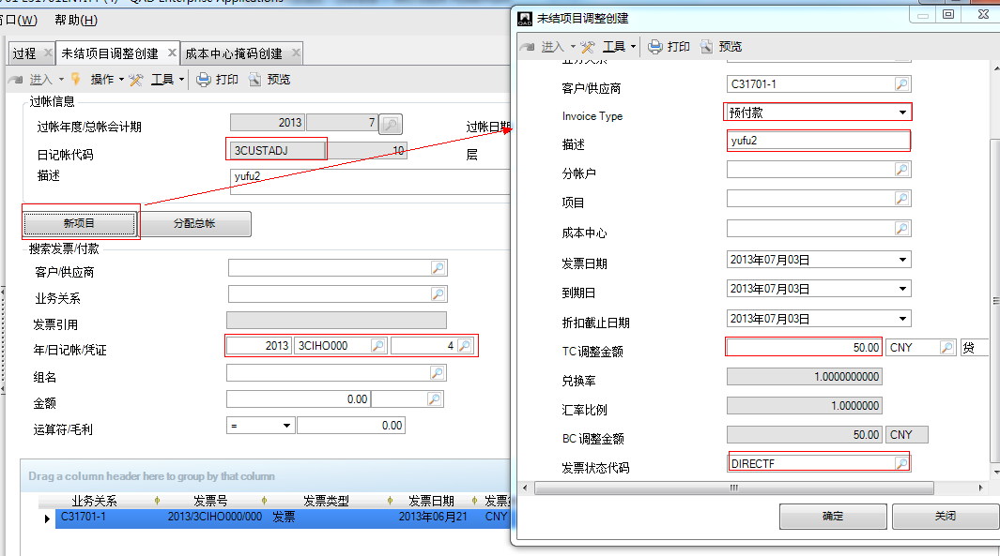 QAD Enterprise Applications
口(W) 帮助(H)
过程 未结项目调整创建 成本中心掩码创建
进入 操作 工具 打印 预览
过帐信息
过帐年度/总帐会计期 2013 7 过帐日期
日记帐代码 3CUSTADJ 10 层
描述 yufu2
新项目 分配总帐
搜索发票/付款
客户/供应商
业务关系
发票引用
年/日记帐/凭证 2013 3CIHO000 4
组名
金额 0.00
运算符/毛利 = 0.00
Drag a column header here to group by that column
业务关系 发票号 发票类型 发票日期 发票
C31701-1 2013/3CIHO000/000 发票 2013年06月21 CNY
未结项目调整创建
进入 工具 打印 预览
业务关系
客户/供应商 C31701-1
Invoice Type 预付款
描述 yufu2
分帐户
项目
成本中心
发票日期 2013年07月03日
到期日 2013年07月03日
折扣截止日期 2013年07月03日
TC调整金额 50.00 CNY 贷
兑换率 1.0000000000
汇率比例 1.0000000
BC调整金额 50.00 CNY
发票状态代码 DIRECTF
确定 关闭